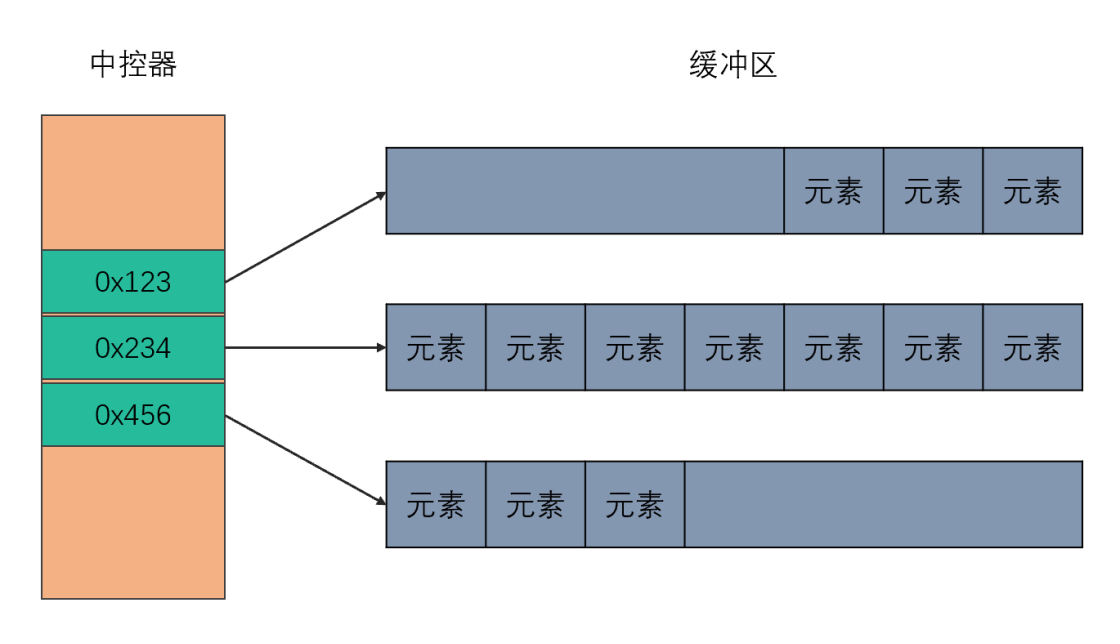 中控器
缓冲区
元素 元素 元素
0x123
0x234
元素 元素 元素 元素 元素 元素 元素
0x456
元素 元素 元素